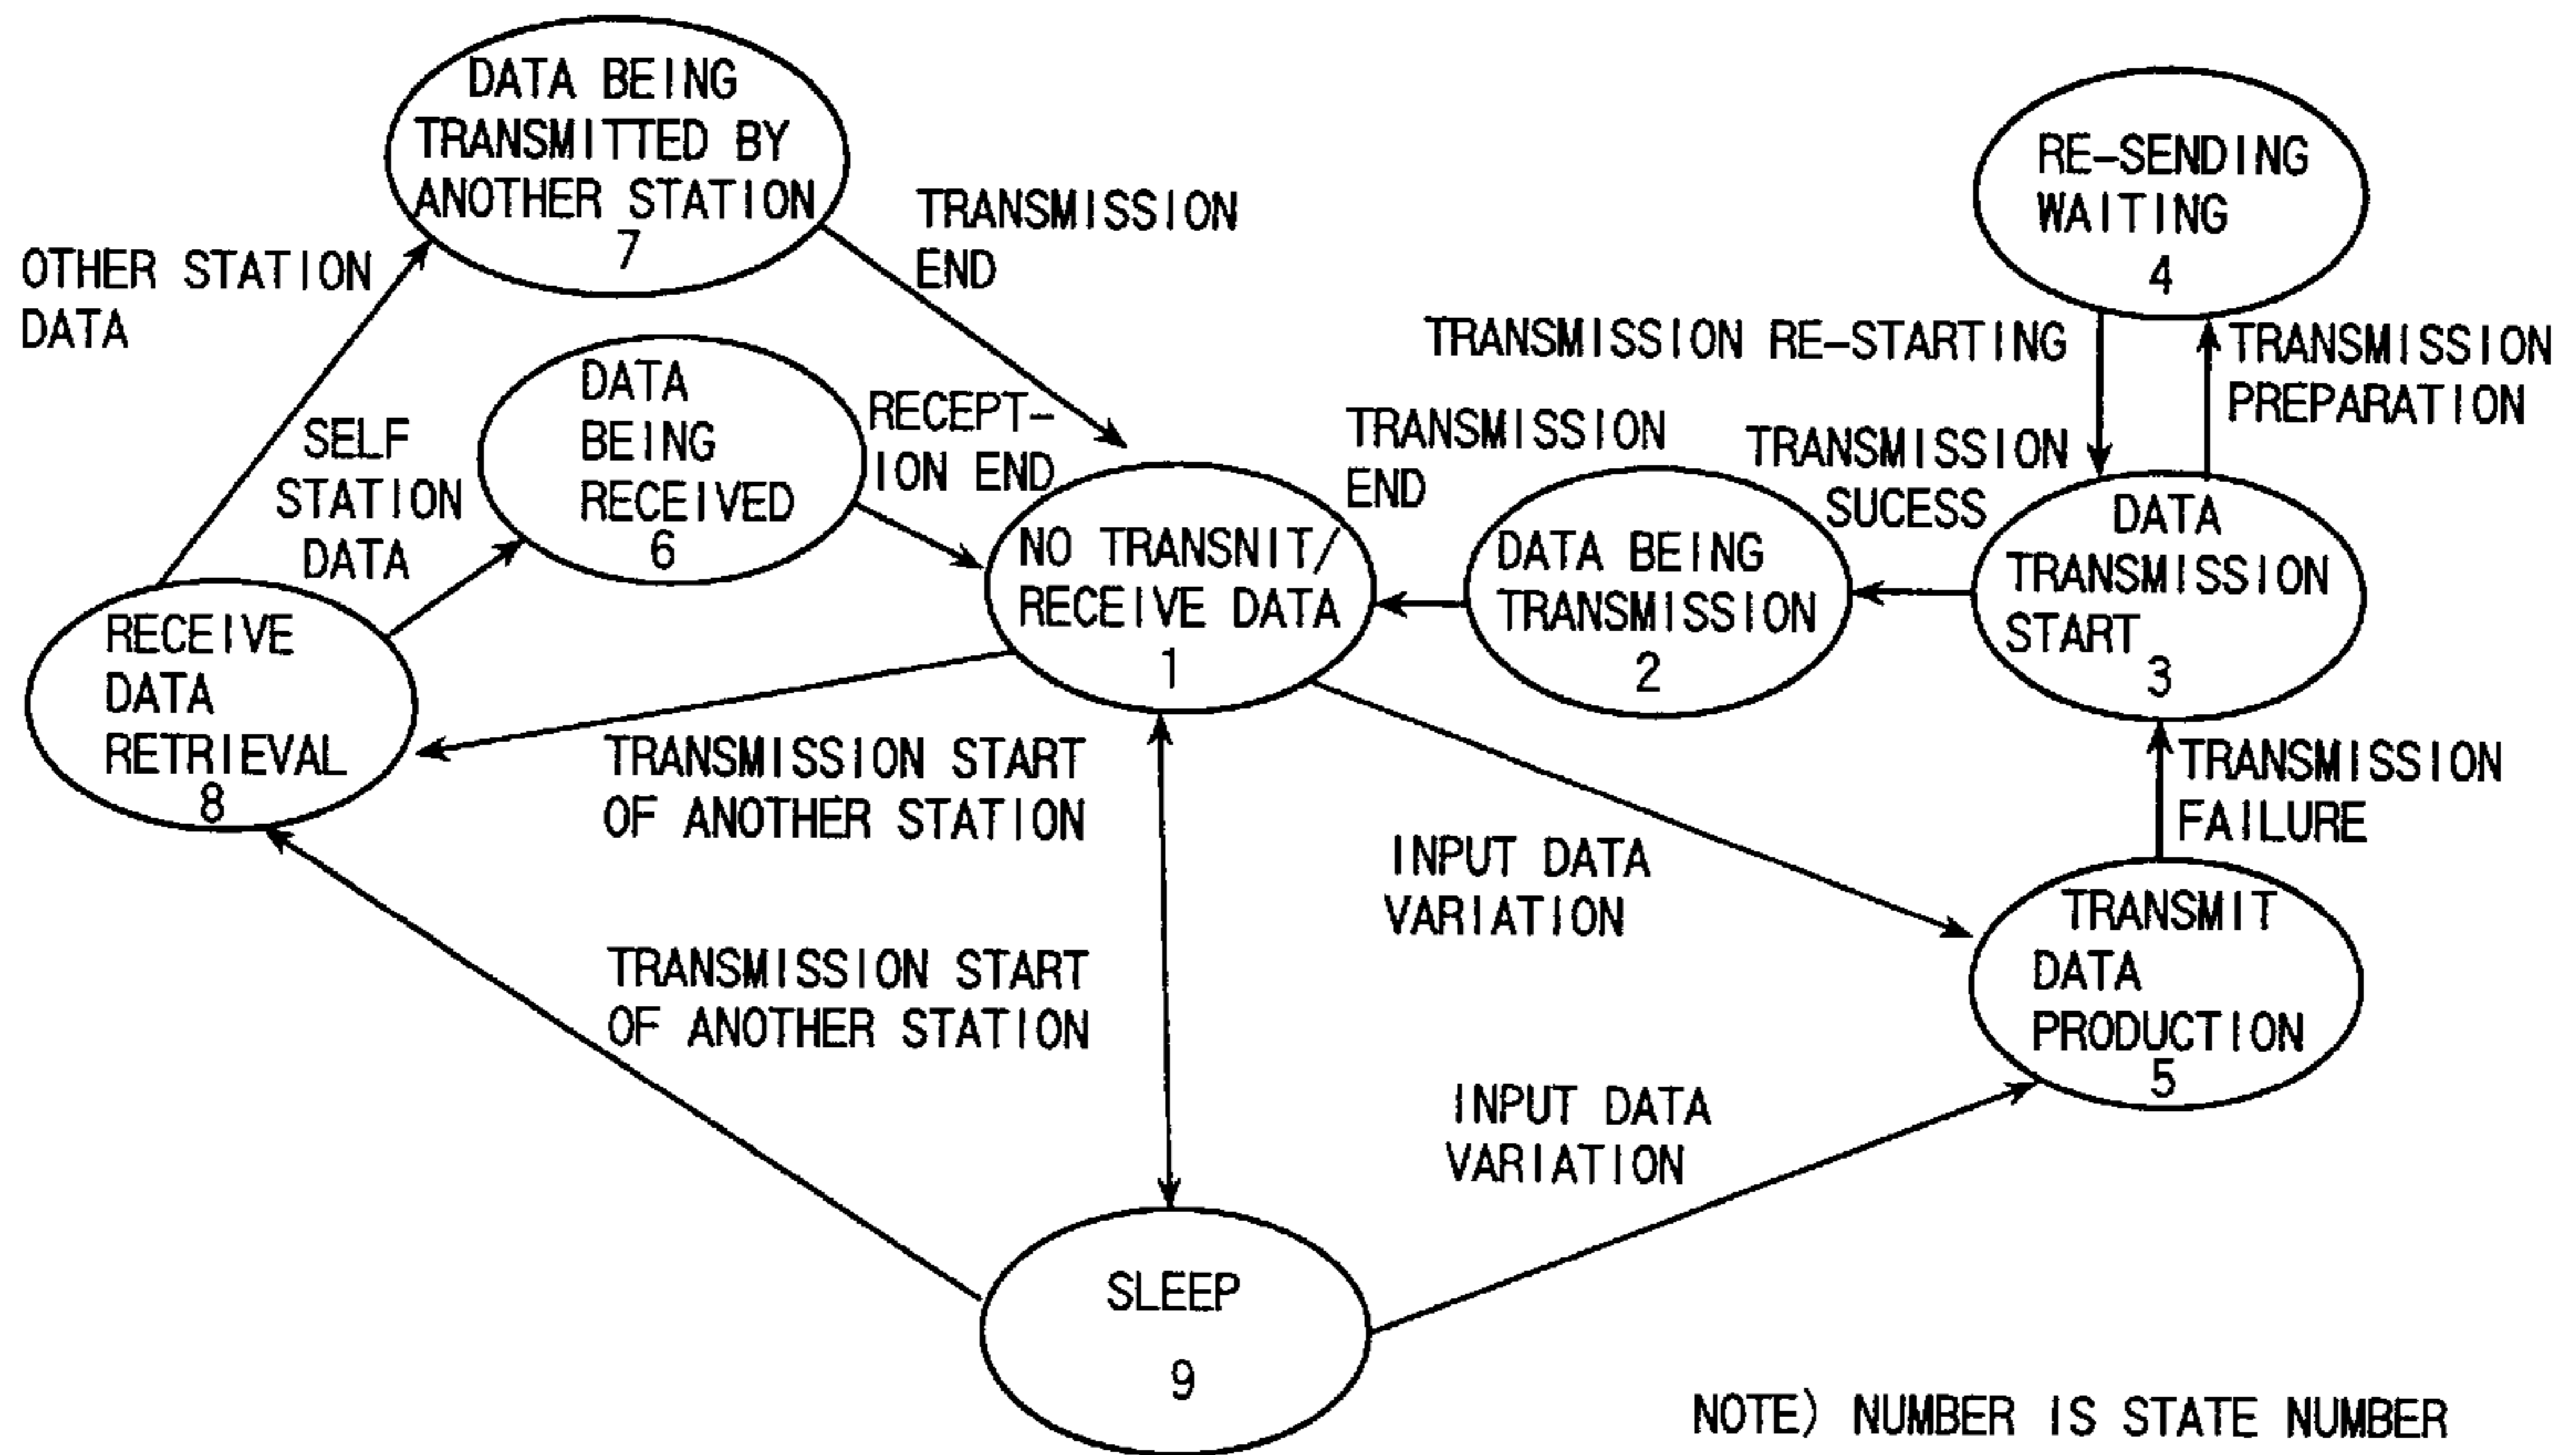 DATA BEING
TRANSMITTED BY
ANOTHER STATION
7
OTHER STATION
DATA
TRANSMISSION
END
RE-SENDING
WAITING
4
TRANSMISSION RE-STARTING
TRANSMISSION
PREPARATION
DATA
BEING
RECEIVED
6
SELF
STATION
DATA
RECEPT-
ION END
TRANSMISSION
END
TRANSMISSION
SUCESS
NO TRANSNIT/
RECEIVE DATA
1
DATA BEING
TRANSMISSION
2
DATA
TRANSMISSION
START
3
RECEIVE
DATA
RETRIEVAL
8
TRANSMISSION START
OF ANOTHER STATION
TRANSMISSION
FAILURE
INPUT DATA
VARIATION
TRANSMIT
DATA
PRODUCTION
5
TRANSMISSION START
OF ANOTHER STATION
INPUT DATA
VARIATION
SLEEP
9
NOTE) NUMBER IS STATE NUMBER